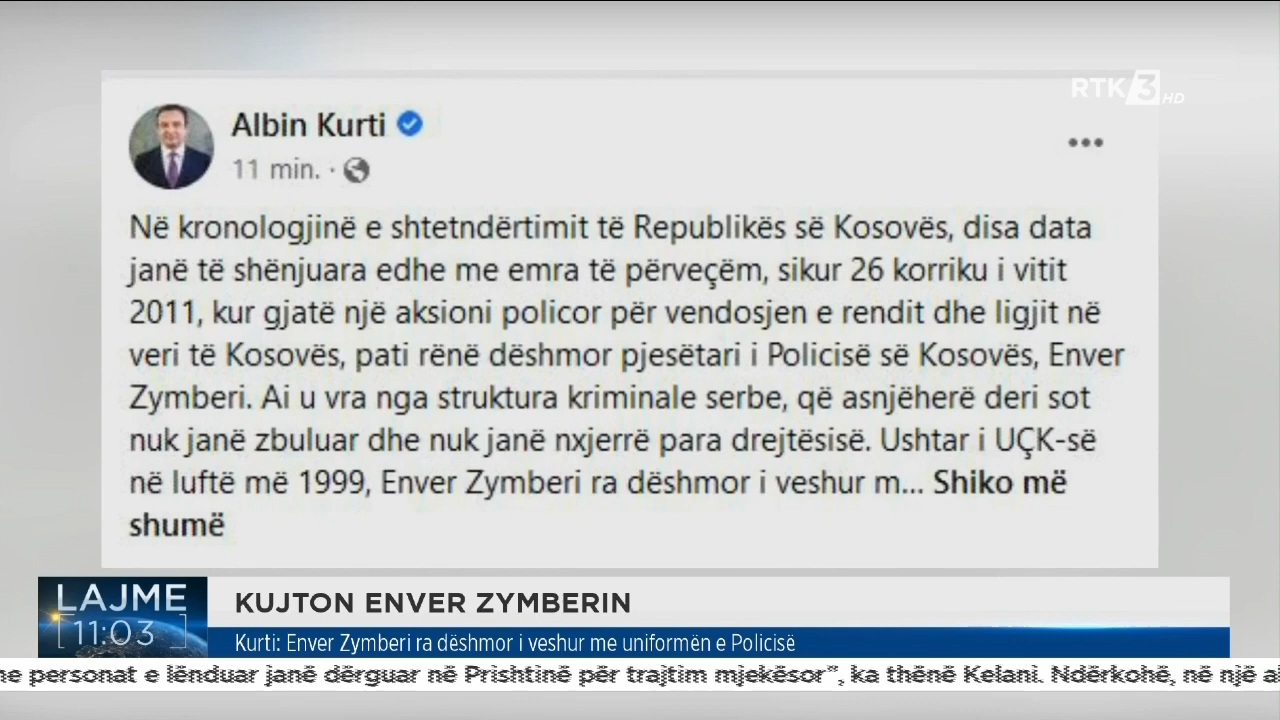 RTK 3 HD
Albin Kurti
11 min. ·
Në kronologjinë e shtetndërtimit të Republikës së Kosovës, disa data
janë të shënjuara edhe me emra të përveçëm, sikur 26 korriku i vitit
2011, kur gjatë një aksioni policor për vendosjen e rendit dhe ligjit në
veri të Kosovës, pati rënë dëshmor pjesëtari i Policisë së Kosovës, Enver
Zymberi. Ai u vra nga struktura kriminale serbe, që asnjëherë deri sot
nuk janë zbuluar dhe nuk janë nxjerrë para drejtësisë. Ushtar i UÇK-së
në luftë më 1999, Enver Zymberi ra dëshmor i veshur m... Shiko më
shumë
LAJME
11:03
KUJTON ENVER ZYMBERIN
Kurti: Enver Zymberi ra dëshmor i veshur me uniformën e Policisë
personat e lënduar janë dërguar në Prishtinë për trajtim mjekësor”, ka thënë Kelani. Ndërkohë, në një